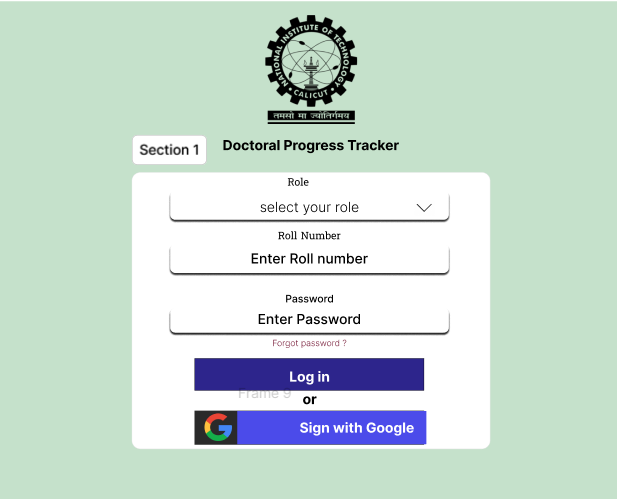 NATIONAL INSTITUTE OF TECHNOLOGY
CALICUT
तमसो मा ज्योतिर्गमय
Section 1
Doctoral Progress Tracker
Role
select your role
Roll Number
Enter Roll number
Password
Enter Password
Forgot password ?
Log in
Frame 9
or
Sign with Google